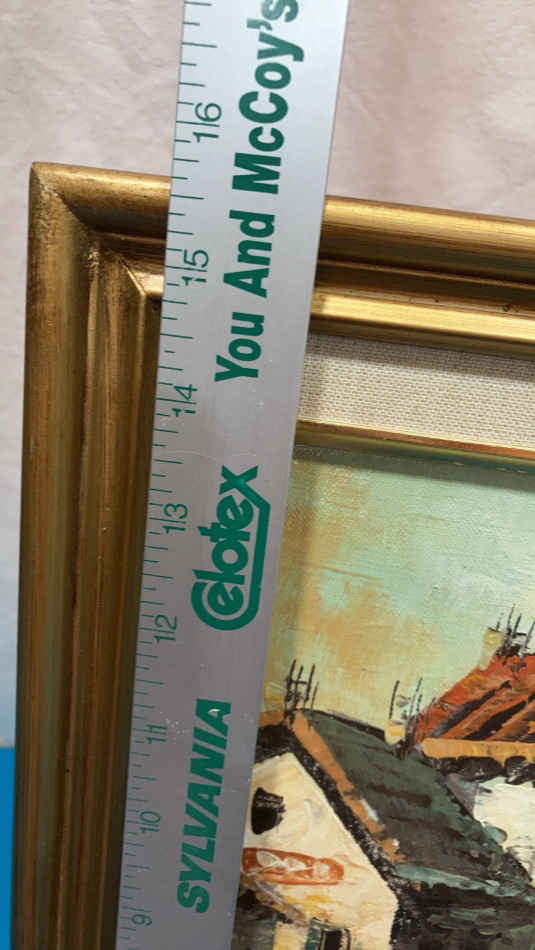 SYLVANIA Celotex You And McCoy's
9 10 11 12 13 14 15 16